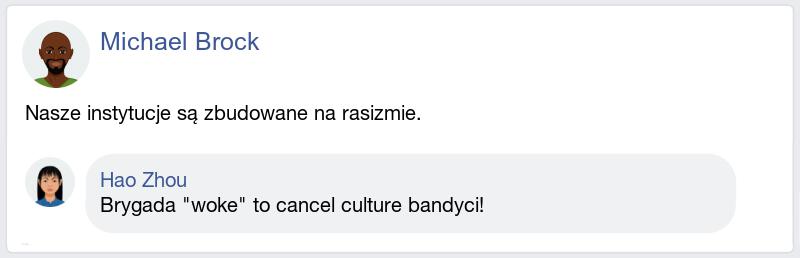 Michael Brock
Nasze instytucje są zbudowane na rasizmie.
Hao Zhou
Brygada "woke" to cancel culture bandyci!